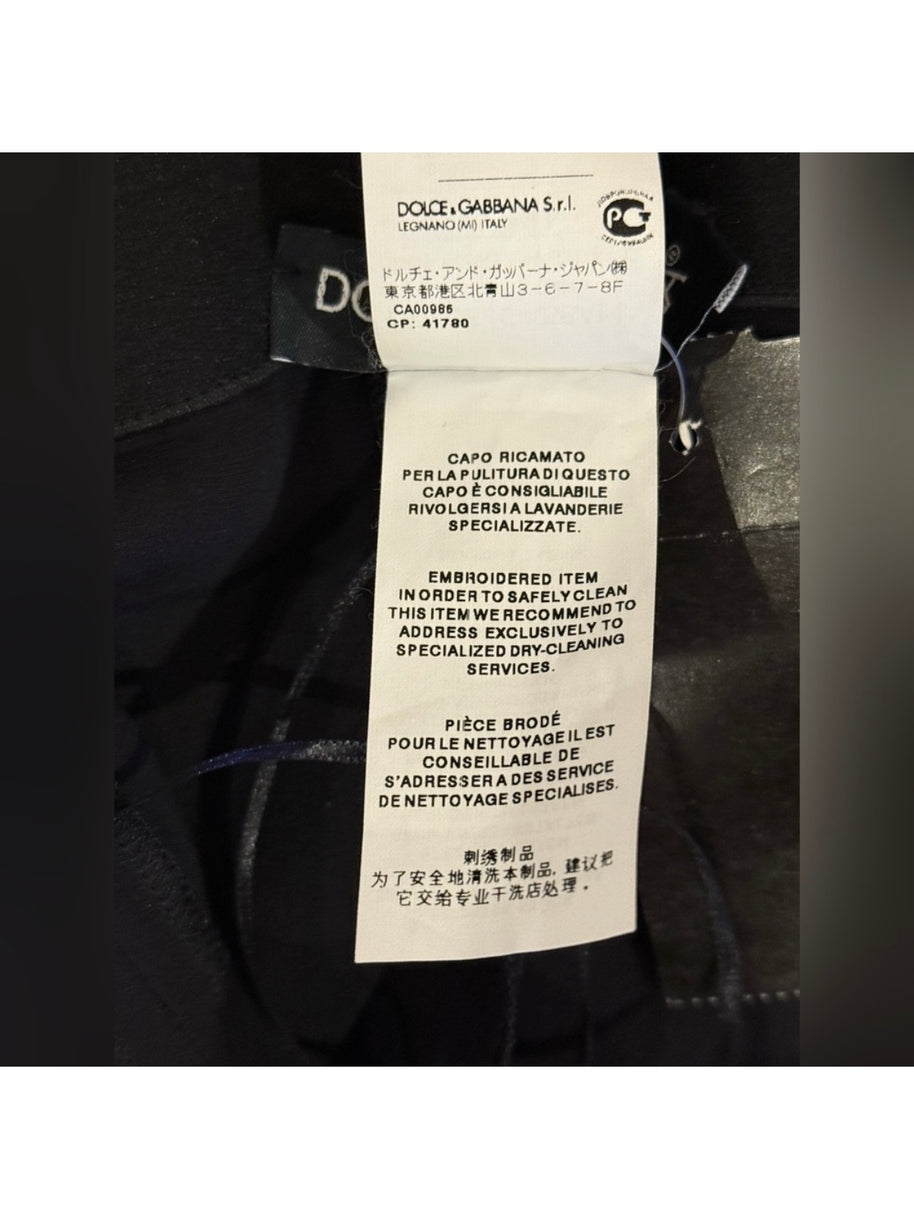 DOLCE & GABBANA S.r.l.
LEGNANO (MI) ITALY
ドルチェ・アンド・ガッバーナ・ジャパン㈱
東京都港区北青山3-6-7-8F
CA00986
CP: 41780
DO
CAPO RICAMATO
PER LA PULITURA DI QUESTO
CAPO È CONSIGLIABILE
RIVOLGERSI A LAVANDERIE
SPECIALIZZATE.
EMBROIDERED ITEM
IN ORDER TO SAFELY CLEAN
THIS ITEM WE RECOMMEND TO
ADDRESS EXCLUSIVELY TO
SPECIALIZED DRY-CLEANING
SERVICES.
PIÈCE BRODÉ
POUR LE NETTOYAGE IL EST
CONSEILLABLE DE
S'ADRESSER A DES SERVICE
DE NETTOYAGE SPECIALISES.
刺绣制品
为了安全地清洗本制品, 建议把
它交给专业干洗店处理。